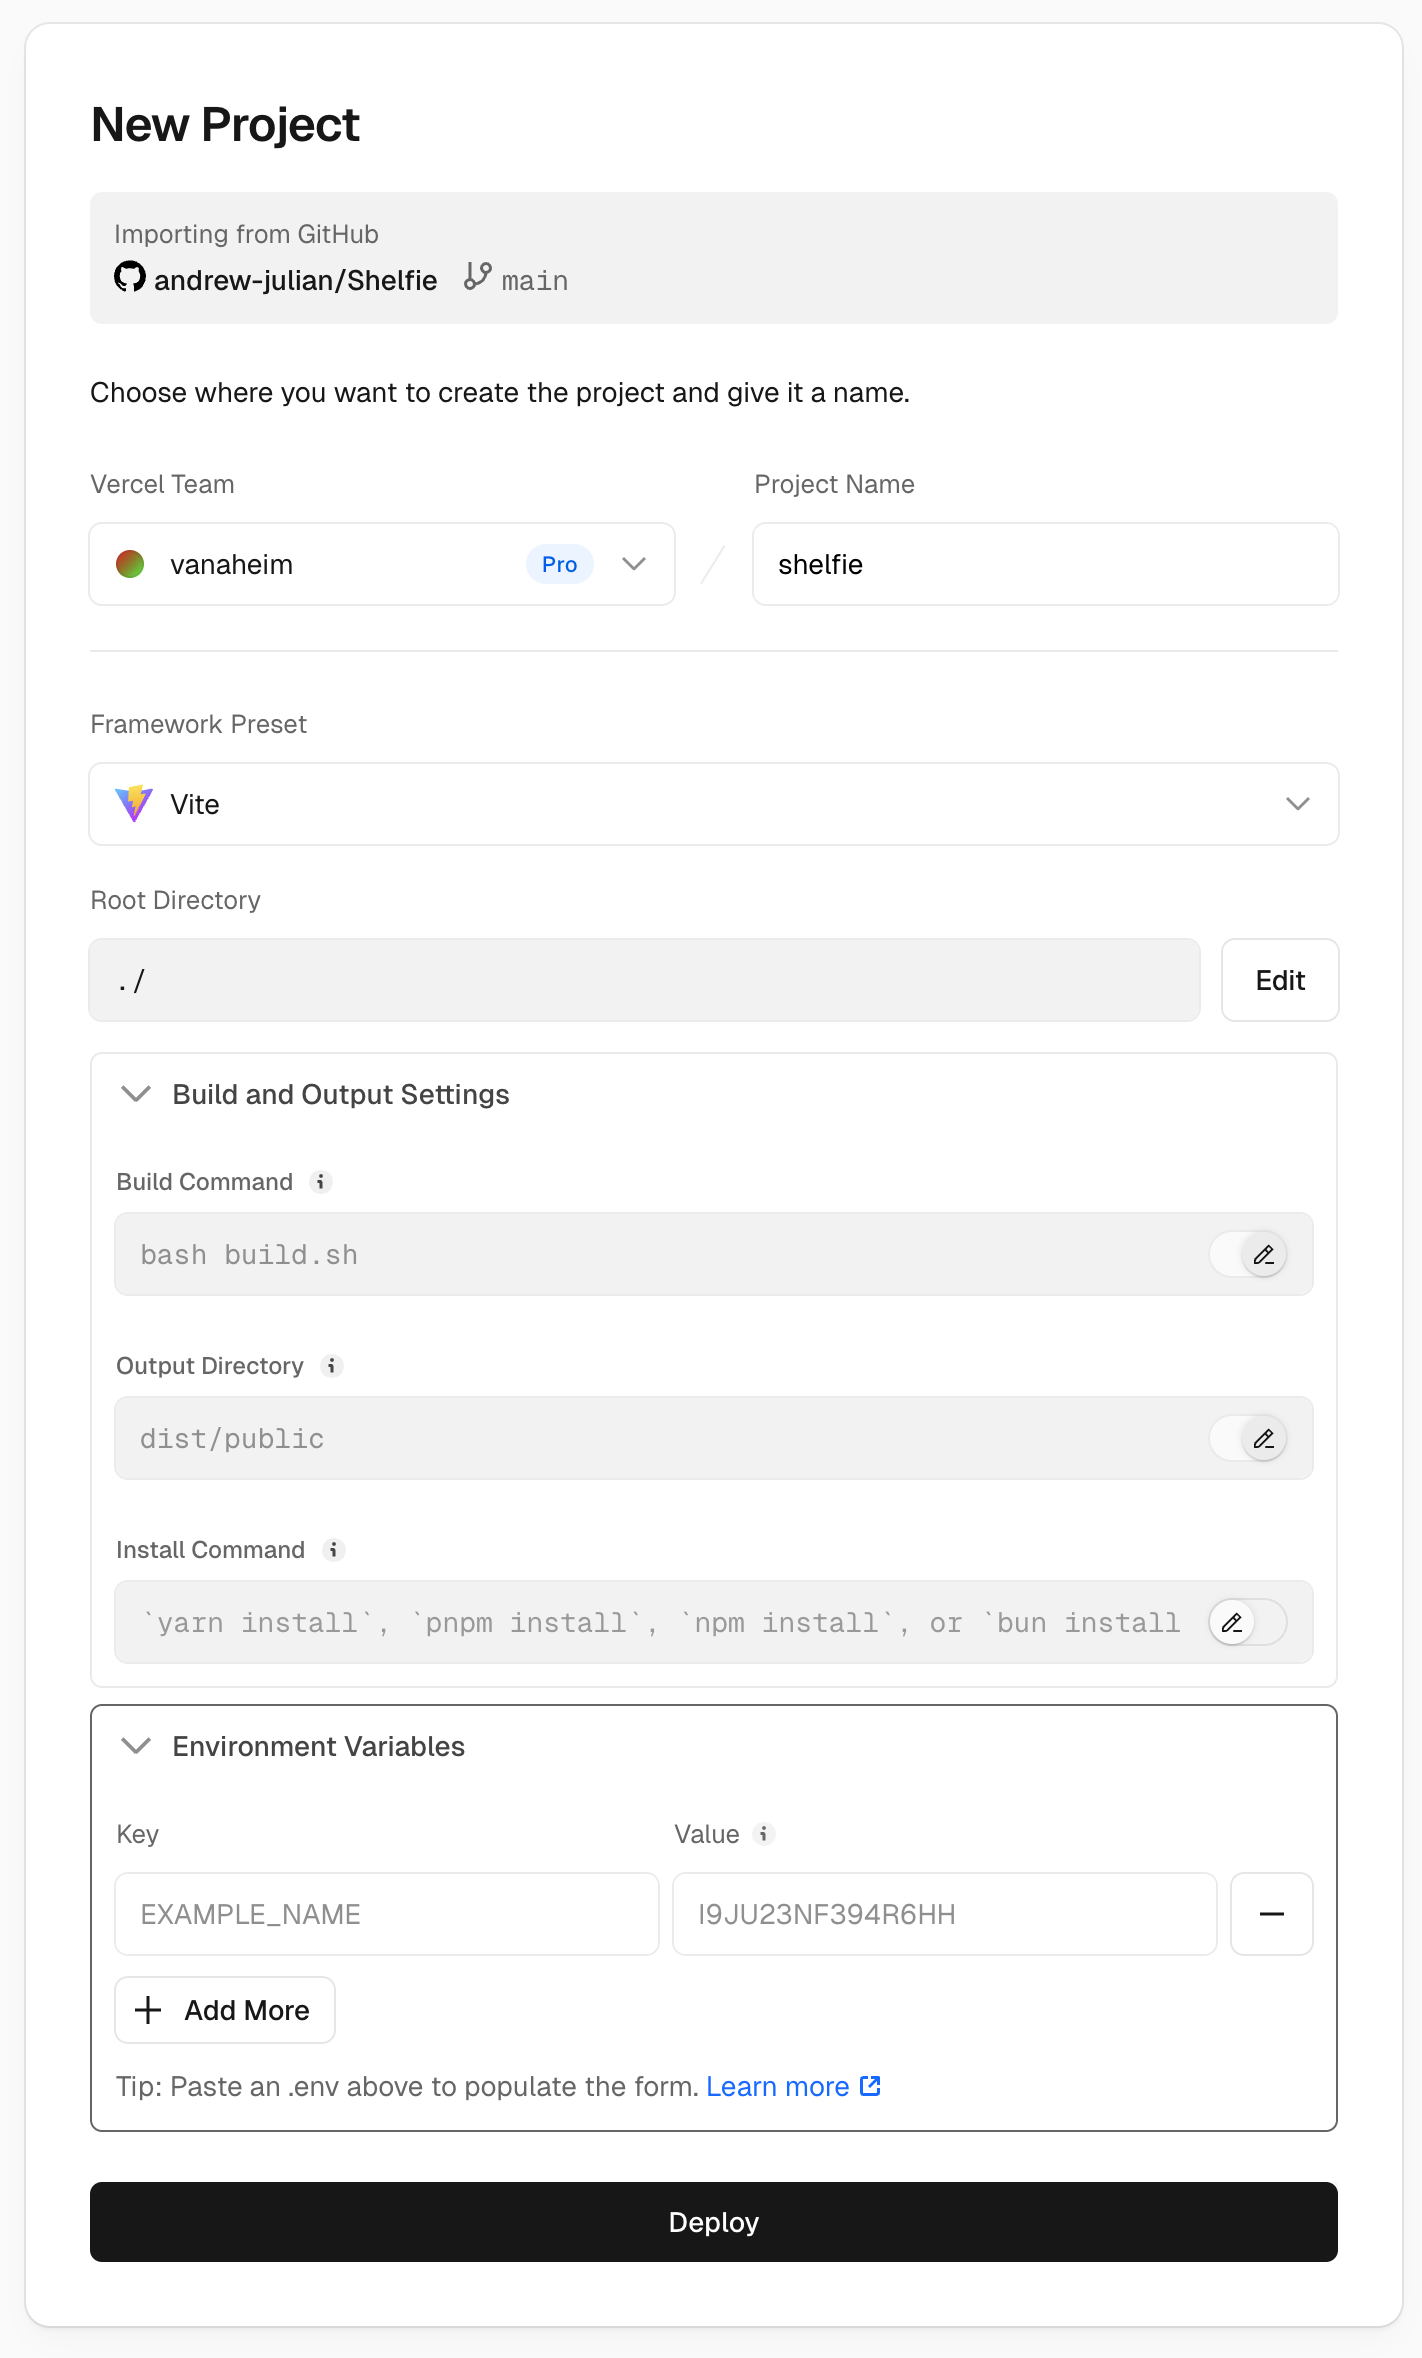 New Project
Importing from GitHub
andrew-julian/Shelfie main
Choose where you want to create the project and give it a name.
Vercel Team
Project Name
vanaheim Pro
/
shelfie
Framework Preset
Vite
Root Directory
./
Edit
Build and Output Settings
Build Command
bash build.sh
Output Directory
dist/public
Install Command
`yarn install`, `pnpm install`, `npm install`, or `bun install
Environment Variables
Key
Value
EXAMPLE_NAME
I9JU23NF394R6HH
Add More
Tip: Paste an .env above to populate the form. Learn more
Deploy